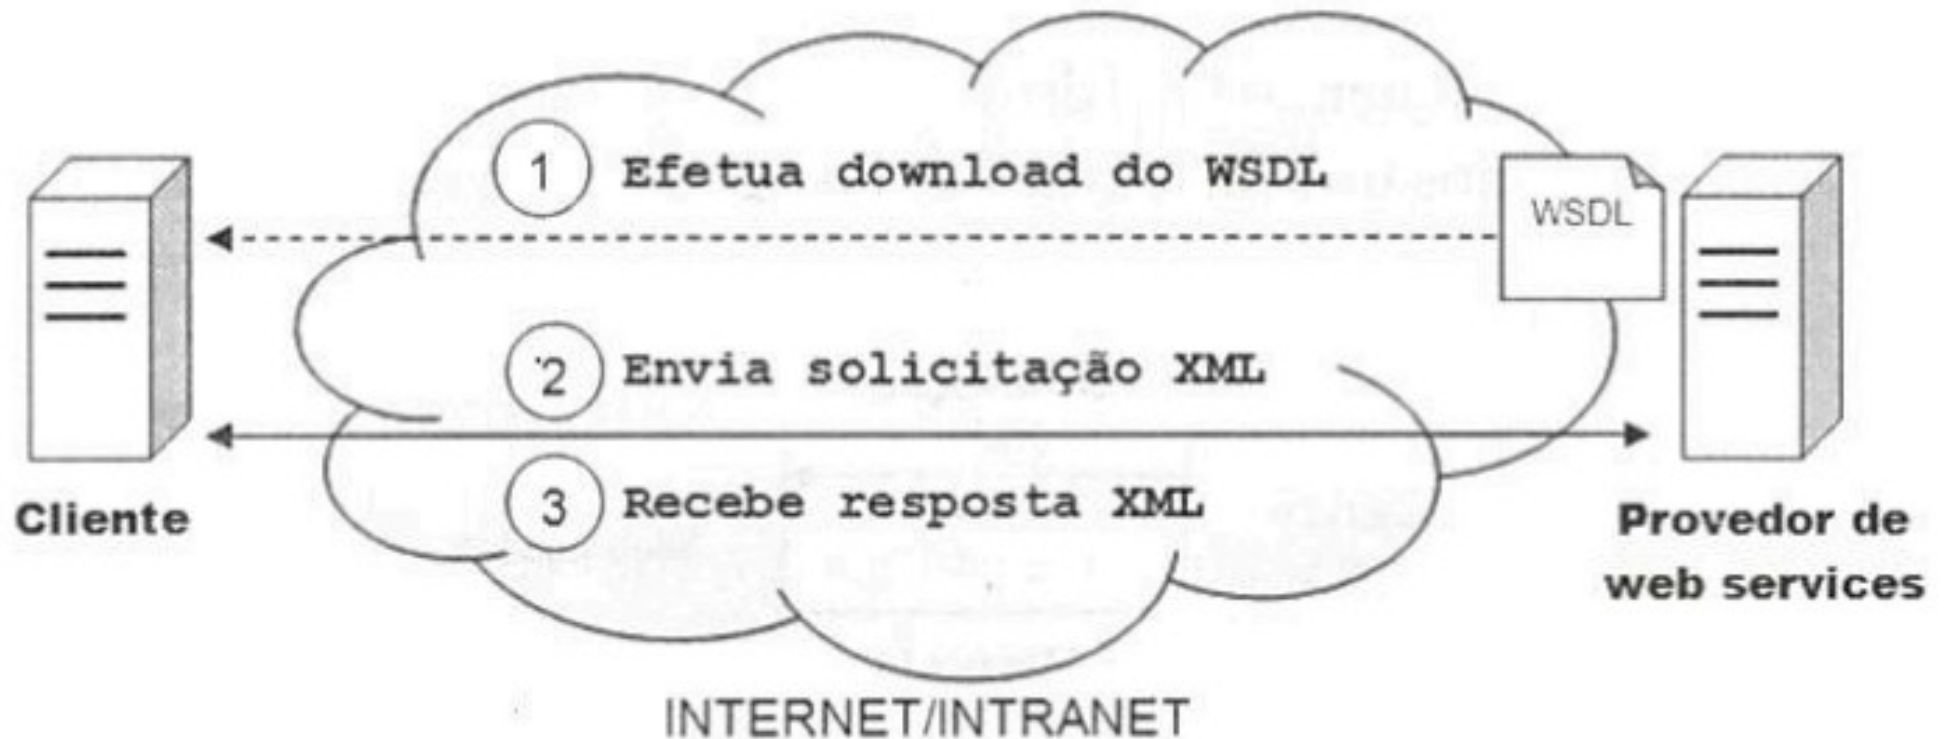 1 Efetua download do WSDL
WSDL
2 Envia solicitação XML
3 Recebe resposta XML
Cliente
Provedor de
web services
INTERNET/INTRANET